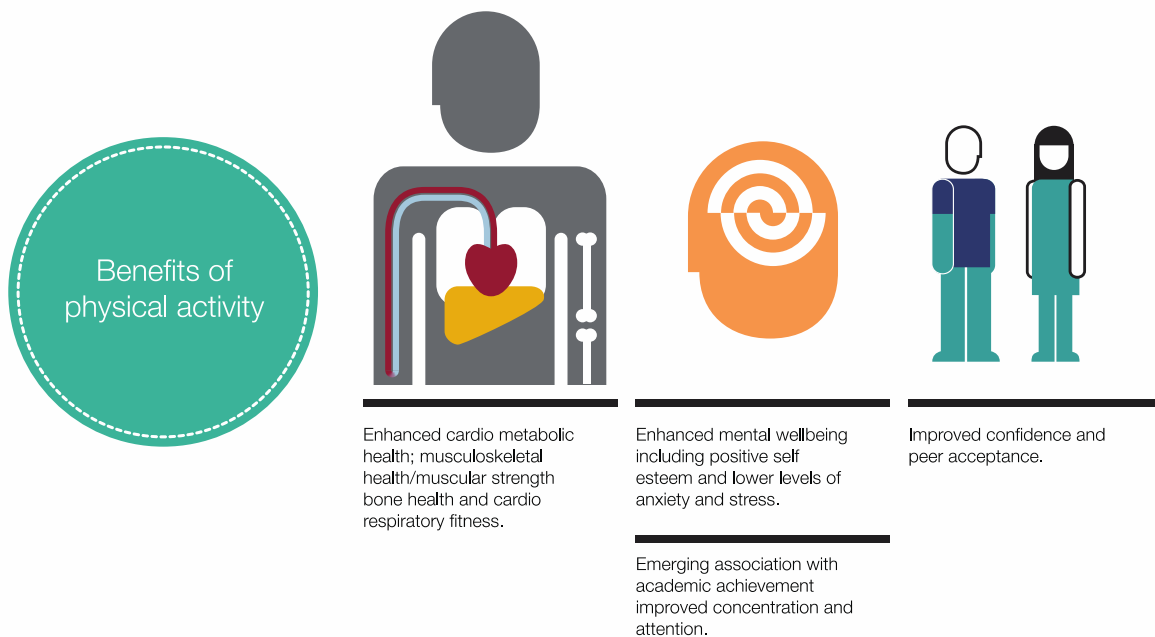 Benefits of
physical activity
Enhanced cardio metabolic
health; musculoskeletal
health/muscular strength
bone health and cardio
respiratory fitness.
Enhanced mental wellbeing
including positive self
esteem and lower levels of
anxiety and stress.
Emerging association with
academic achievement
improved concentration and
attention.
Improved confidence and
peer acceptance.